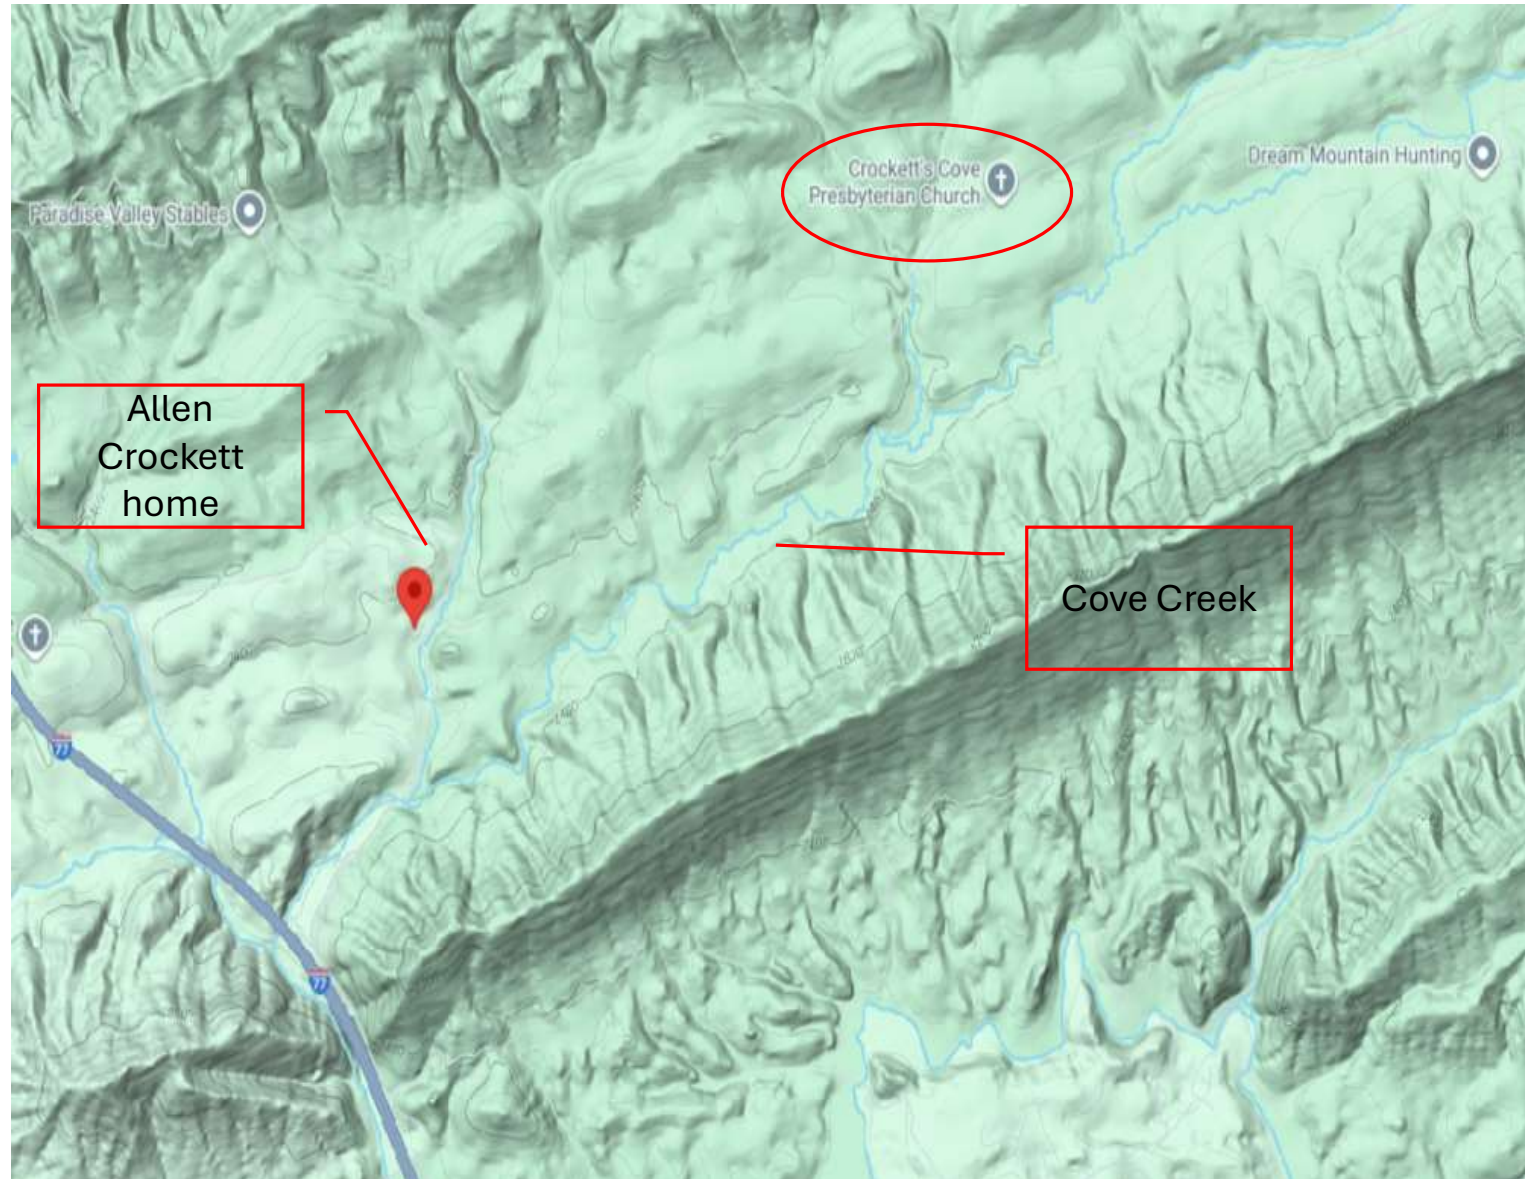 Crockett's Cove
Presbyterian Church
Dream Mountain Hunting
Paradise Valley Stables
Allen
Crockett
home
Cove Creek
77
77